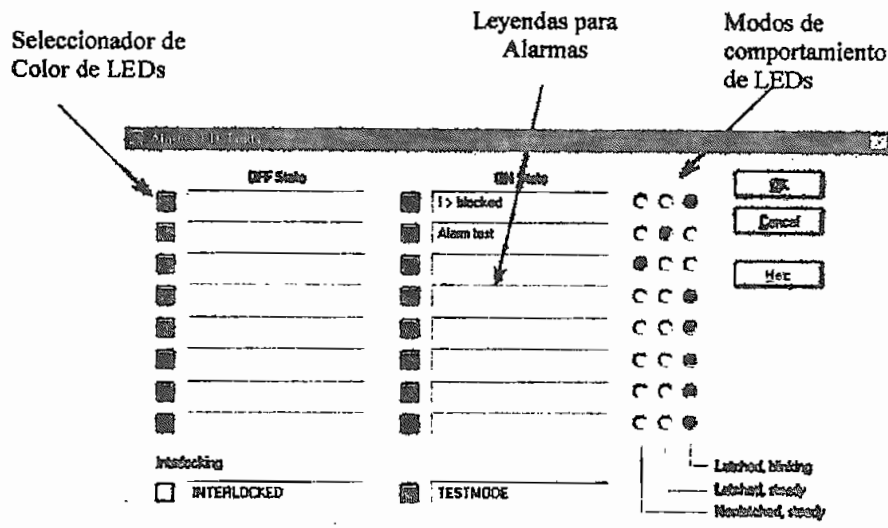 Seleccionador de
Color de LEDs
Leyendas para
Alarmas
Modos de
comportamiento
de LEDs
OFF State
ON State
I> blocked
Alarm test
OK
Cancel
Interlocking
INTERLOCKED
TESTMODE
Latched, blinking
Latched, steady
Nonlatched, steady